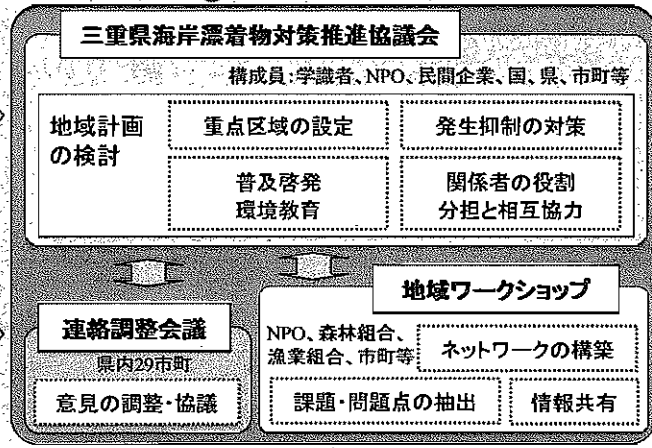 三重県海岸漂着物対策推進協議会
構成員:学識者、NPO、民間企業、国、県、市町等
地域計画
の検討
重点区域の設定
発生抑制の対策
普及啓発
環境教育
関係者の役割
分担と相互協力
連絡調整会議
県内29市町
意見の調整・協議
地域ワークショップ
NPO、森林組合、
漁業組合、市町等
ネットワークの構築
課題・問題点の抽出
情報共有